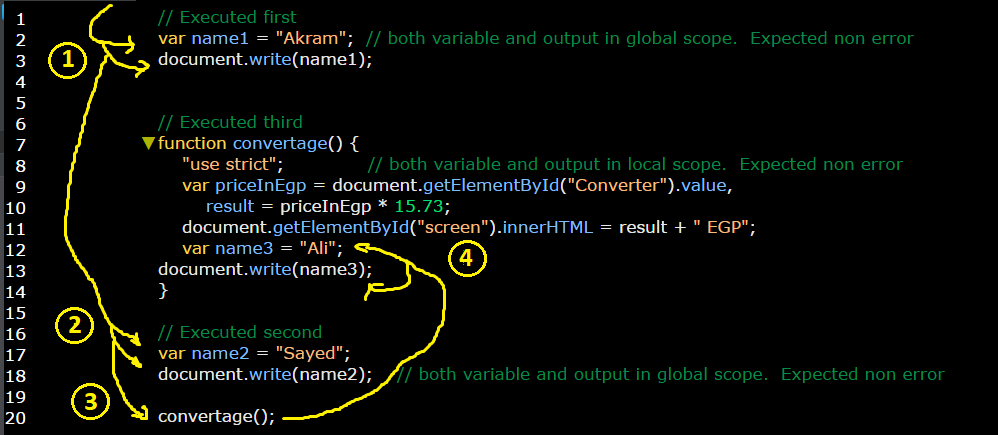 1 // Executed first
2 var name1 = "Akram"; // both variable and output in global scope. Expected non error
3 document.write(name1);
4
5
6 // Executed third
7 function convertage() {
8 "use strict"; // both variable and output in local scope. Expected non error
9 var priceInEgp = document.getElementById("Converter").value,
10 result = priceInEgp * 15.73;
11 document.getElementById("screen").innerHTML = result + " EGP";
12 var name3 = "Ali";
13 document.write(name3);
14 }
15
16 // Executed second
17 var name2 = "Sayed";
18 document.write(name2); // both variable and output in global scope. Expected non error
19
20 convertage();
1
2
3
4